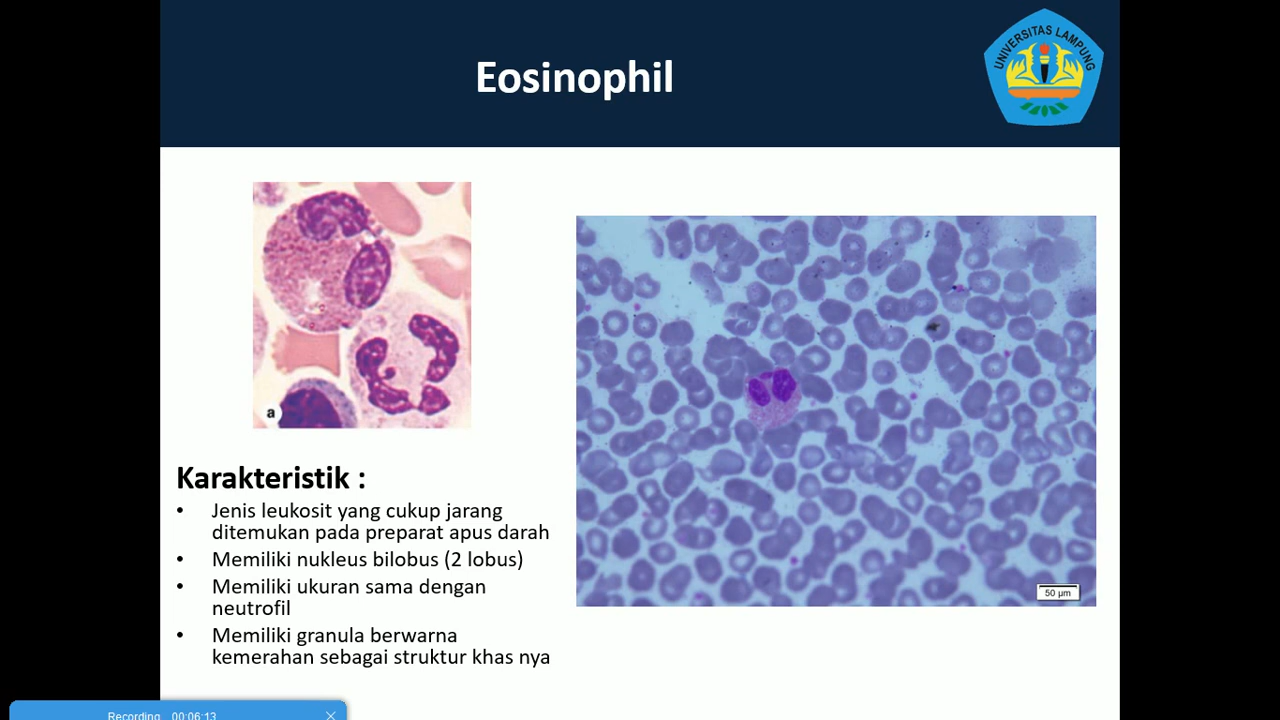 Eosinophil
UNIVERSITAS LAMPUNG
a
Karakteristik :
• Jenis leukosit yang cukup jarang
ditemukan pada preparat apus darah
• Memiliki nukleus bilobus (2 lobus)
• Memiliki ukuran sama dengan
neutrofil
• Memiliki granula berwarna
kemerahan sebagai struktur khas nya
50 µm
Recording 00:06:13